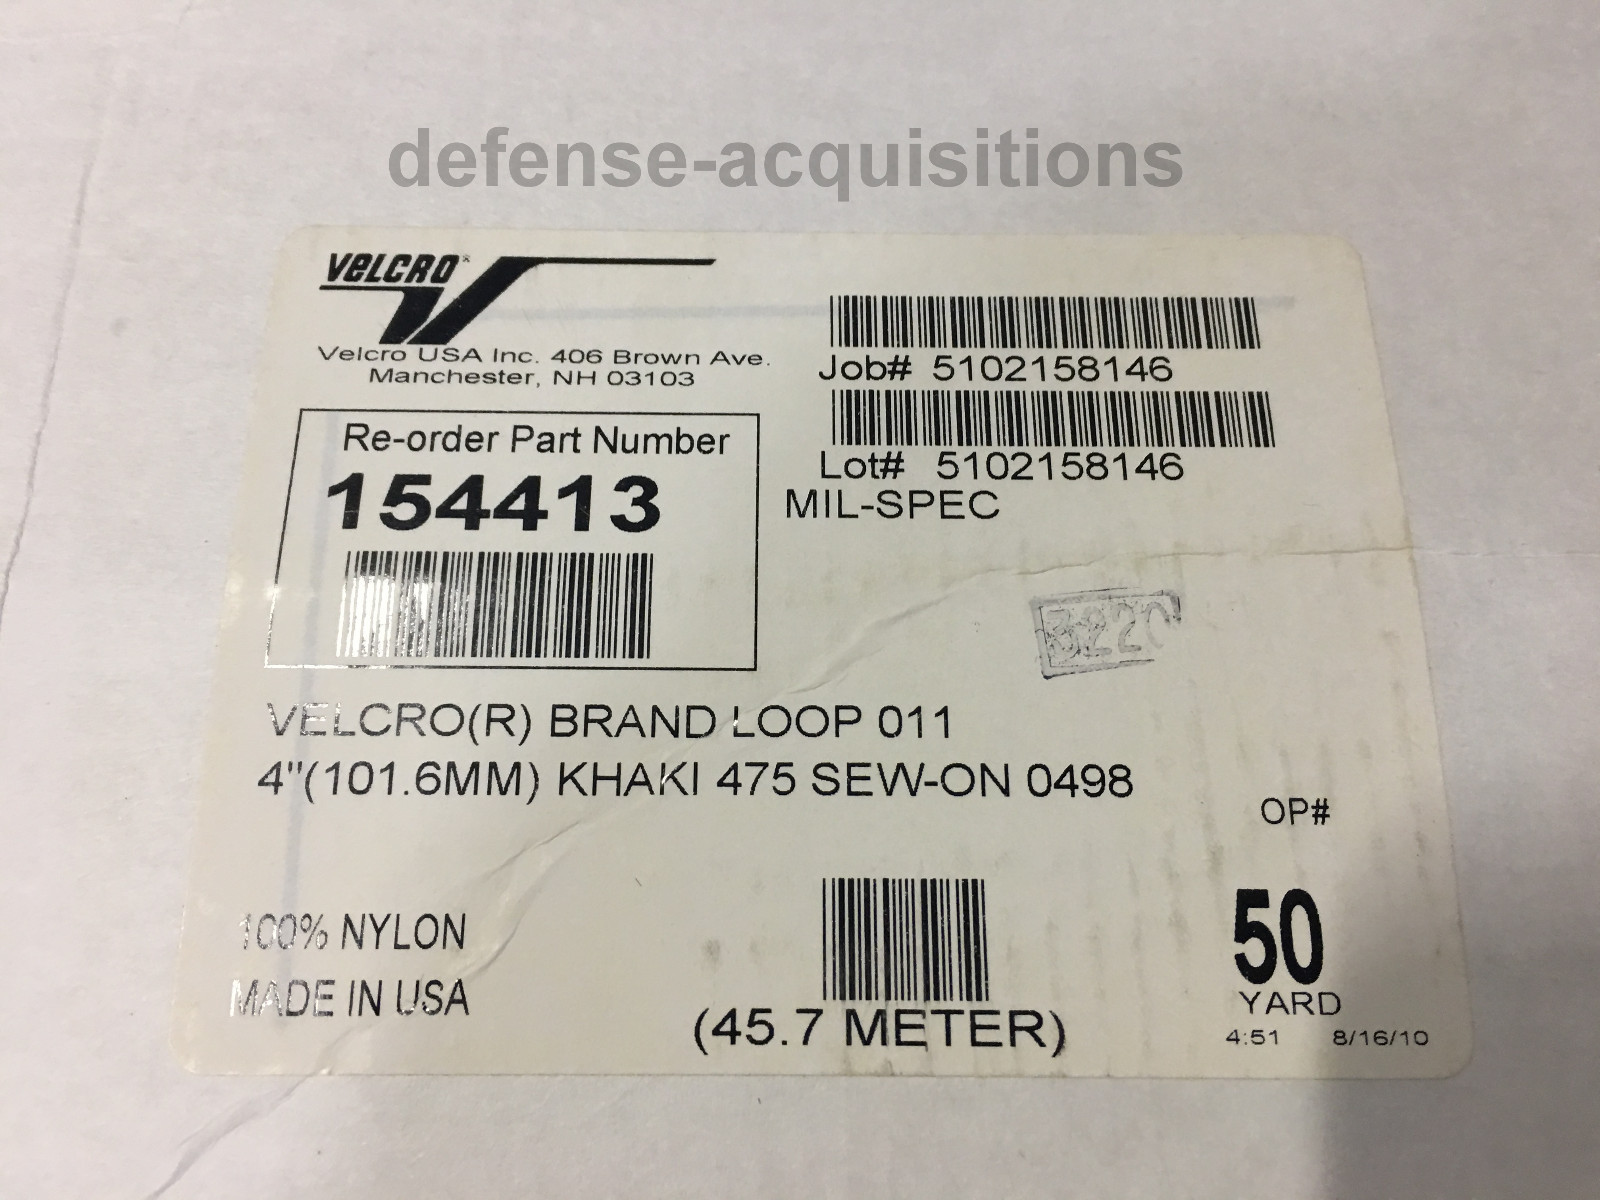 defense-acquisitions
VELCRO®
Velcro USA Inc. 406 Brown Ave.
Manchester, NH 03103
Re-order Part Number
154413
Job# 5102158146
Lot# 5102158146
MIL-SPEC
3220
VELCRO(R) BRAND LOOP 011
4"(101.6MM) KHAKI 475 SEW-ON 0498
OP#
100% NYLON
MADE IN USA
(45.7 METER)
50
YARD
4:51 8/16/10